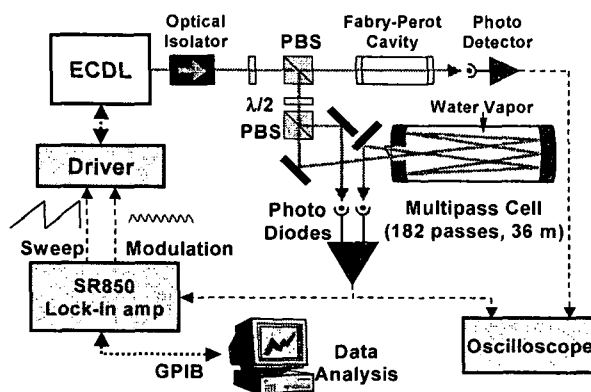 Optical
Isolator
PBS
Fabry-Perot
Cavity
Photo
Detector
ECDL
λ/2
PBS
Water Vapor
Driver
Photo
Diodes
Multipass Cell
(182 passes, 36 m)
Sweep
Modulation
SR850
Lock-In amp
GPIB
Data
Analysis
Oscilloscope